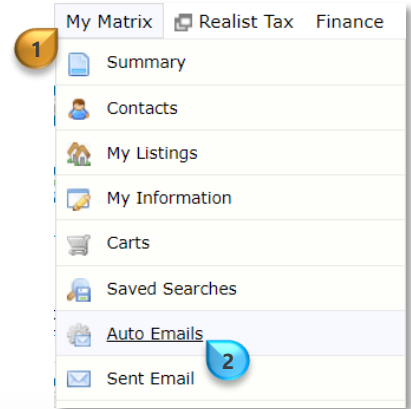 My Matrix Realist Tax Finance
1
Summary
Contacts
My Listings
My Information
Carts
Saved Searches
Auto Emails
2
Sent Email